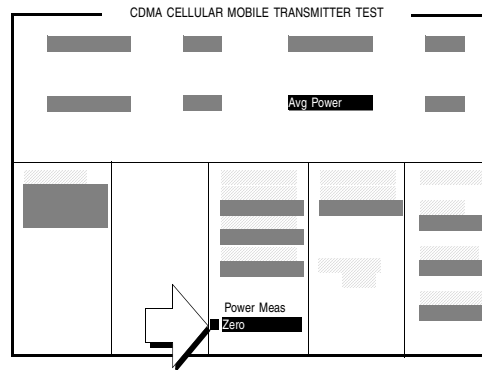 CDMA CELLULAR MOBILE TRANSMITTER TEST
Avg Power
Power Meas
Zero